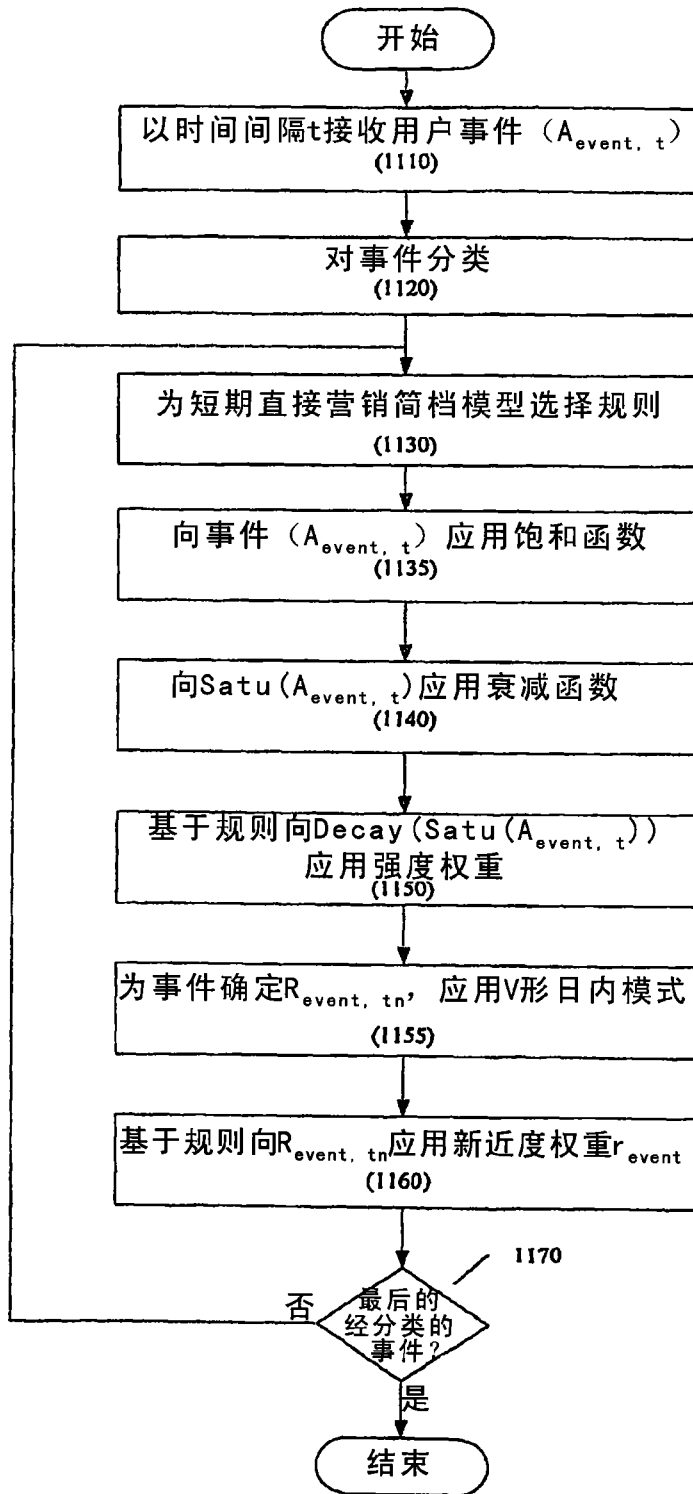 开始
以时间间隔t接收用户事件（A_event, t）
(1110)
对事件分类
(1120)
为短期直接营销简档模型选择规则
(1130)
向事件（A_event, t）应用饱和函数
(1135)
向Satu(A_event, t)应用衰减函数
(1140)
基于规则向Decay(Satu(A_event, t))
应用强度权重
(1150)
为事件确定R_event, tn, 应用V形日内模式
(1155)
基于规则向R_event, tn应用新近度权重r_event
(1160)
1170
否
最后的
经分类的
事件?
是
结束